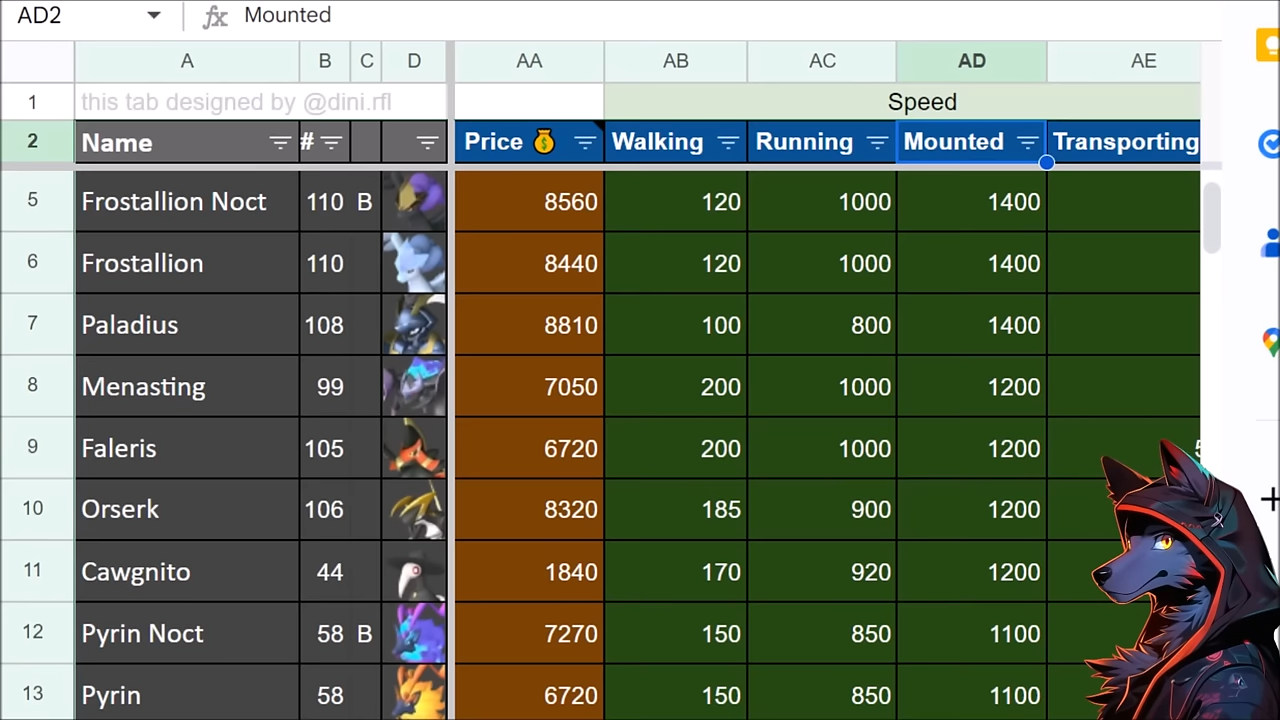 AD2 fx Mounted
A B C D AA AB AC AD AE
1 this tab designed by @dini.rfl Speed
2 Name # Price Walking Running Mounted Transporting
5 Frostallion Noct 110 B 8560 120 1000 1400
6 Frostallion 110 8440 120 1000 1400
7 Paladius 108 8810 100 800 1400
8 Menasting 99 7050 200 1000 1200
9 Faleris 105 6720 200 1000 1200
10 Orserk 106 8320 185 900 1200
11 Cawgnito 44 1840 170 920 1200
12 Pyrin Noct 58 B 7270 150 850 1100
13 Pyrin 58 6720 150 850 1100